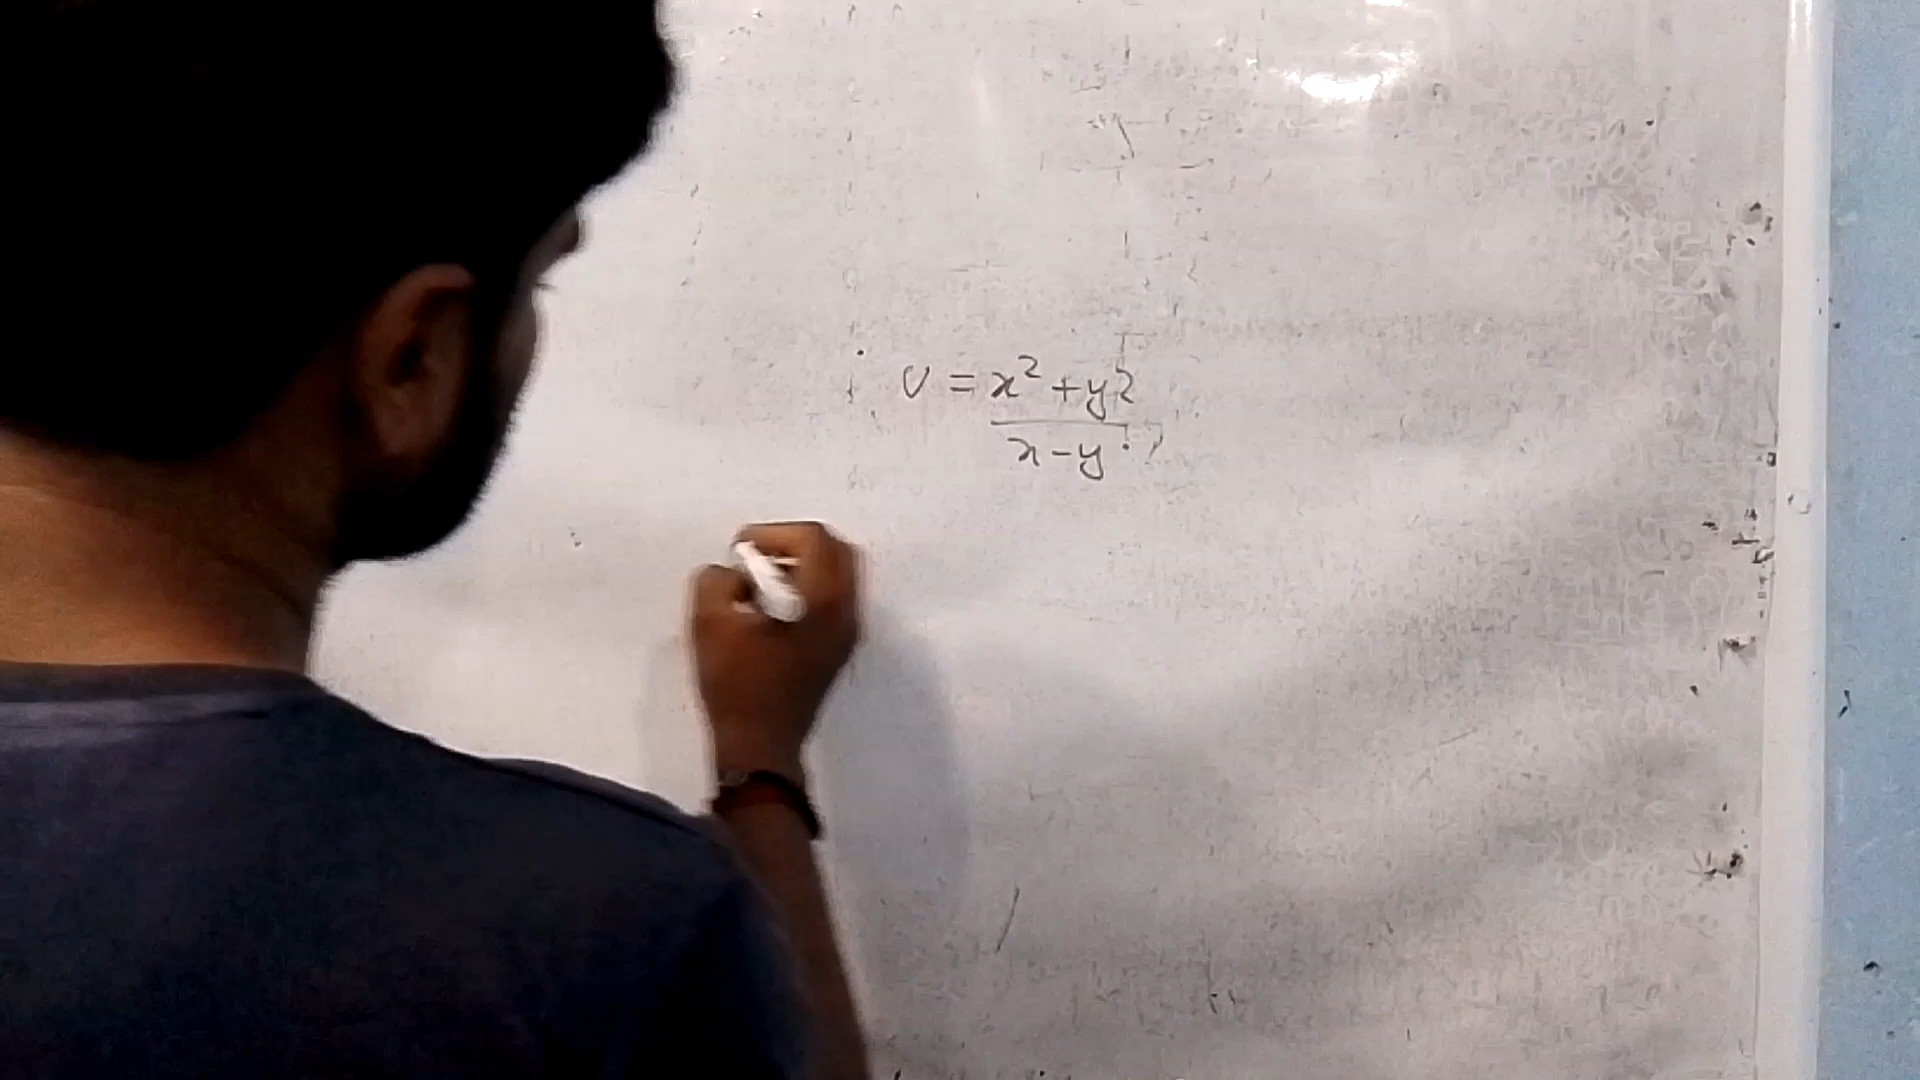 v = x² + y²
x - y